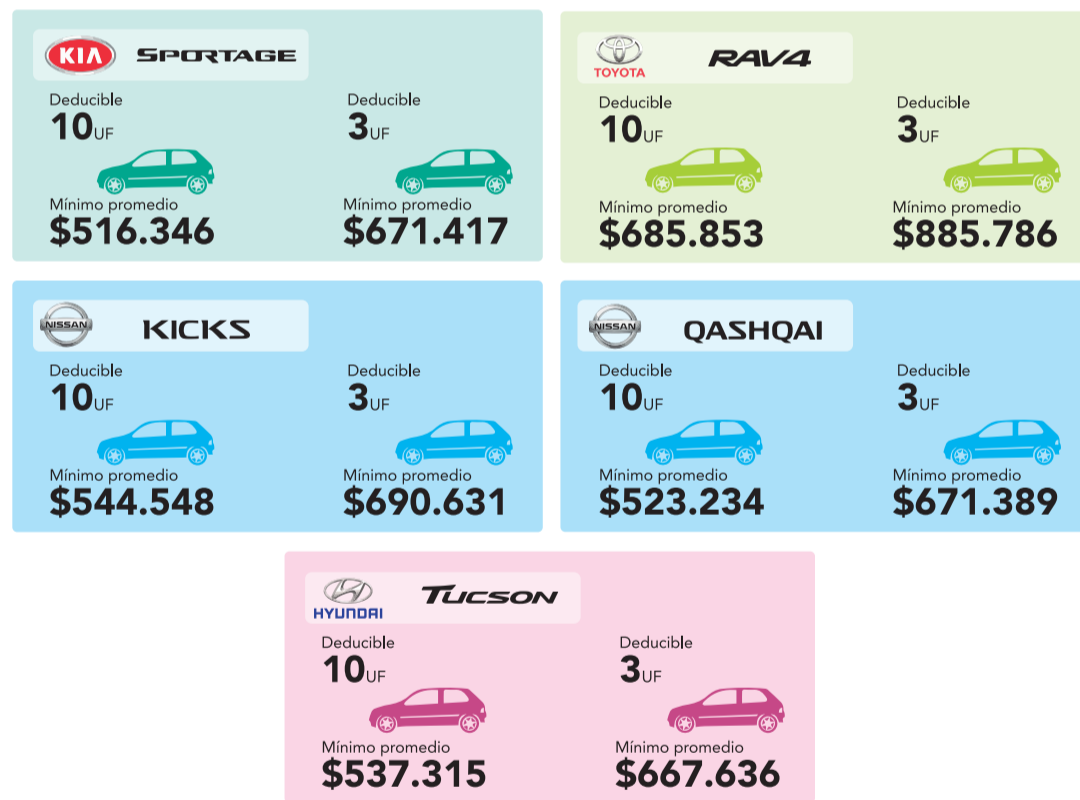 KIA SPORTAGE
Deducible
10UF
Mínimo promedio
$516.346
Deducible
3UF
Mínimo promedio
$671.417
TOYOTA RAV4
Deducible
10UF
Mínimo promedio
$685.853
Deducible
3UF
Mínimo promedio
$885.786
NISSAN KICKS
Deducible
10UF
Mínimo promedio
$544.548
Deducible
3UF
Mínimo promedio
$690.631
NISSAN QASHQAI
Deducible
10UF
Mínimo promedio
$523.234
Deducible
3UF
Mínimo promedio
$671.389
HYUNDAI TUCSON
Deducible
10UF
Mínimo promedio
$537.315
Deducible
3UF
Mínimo promedio
$667.636